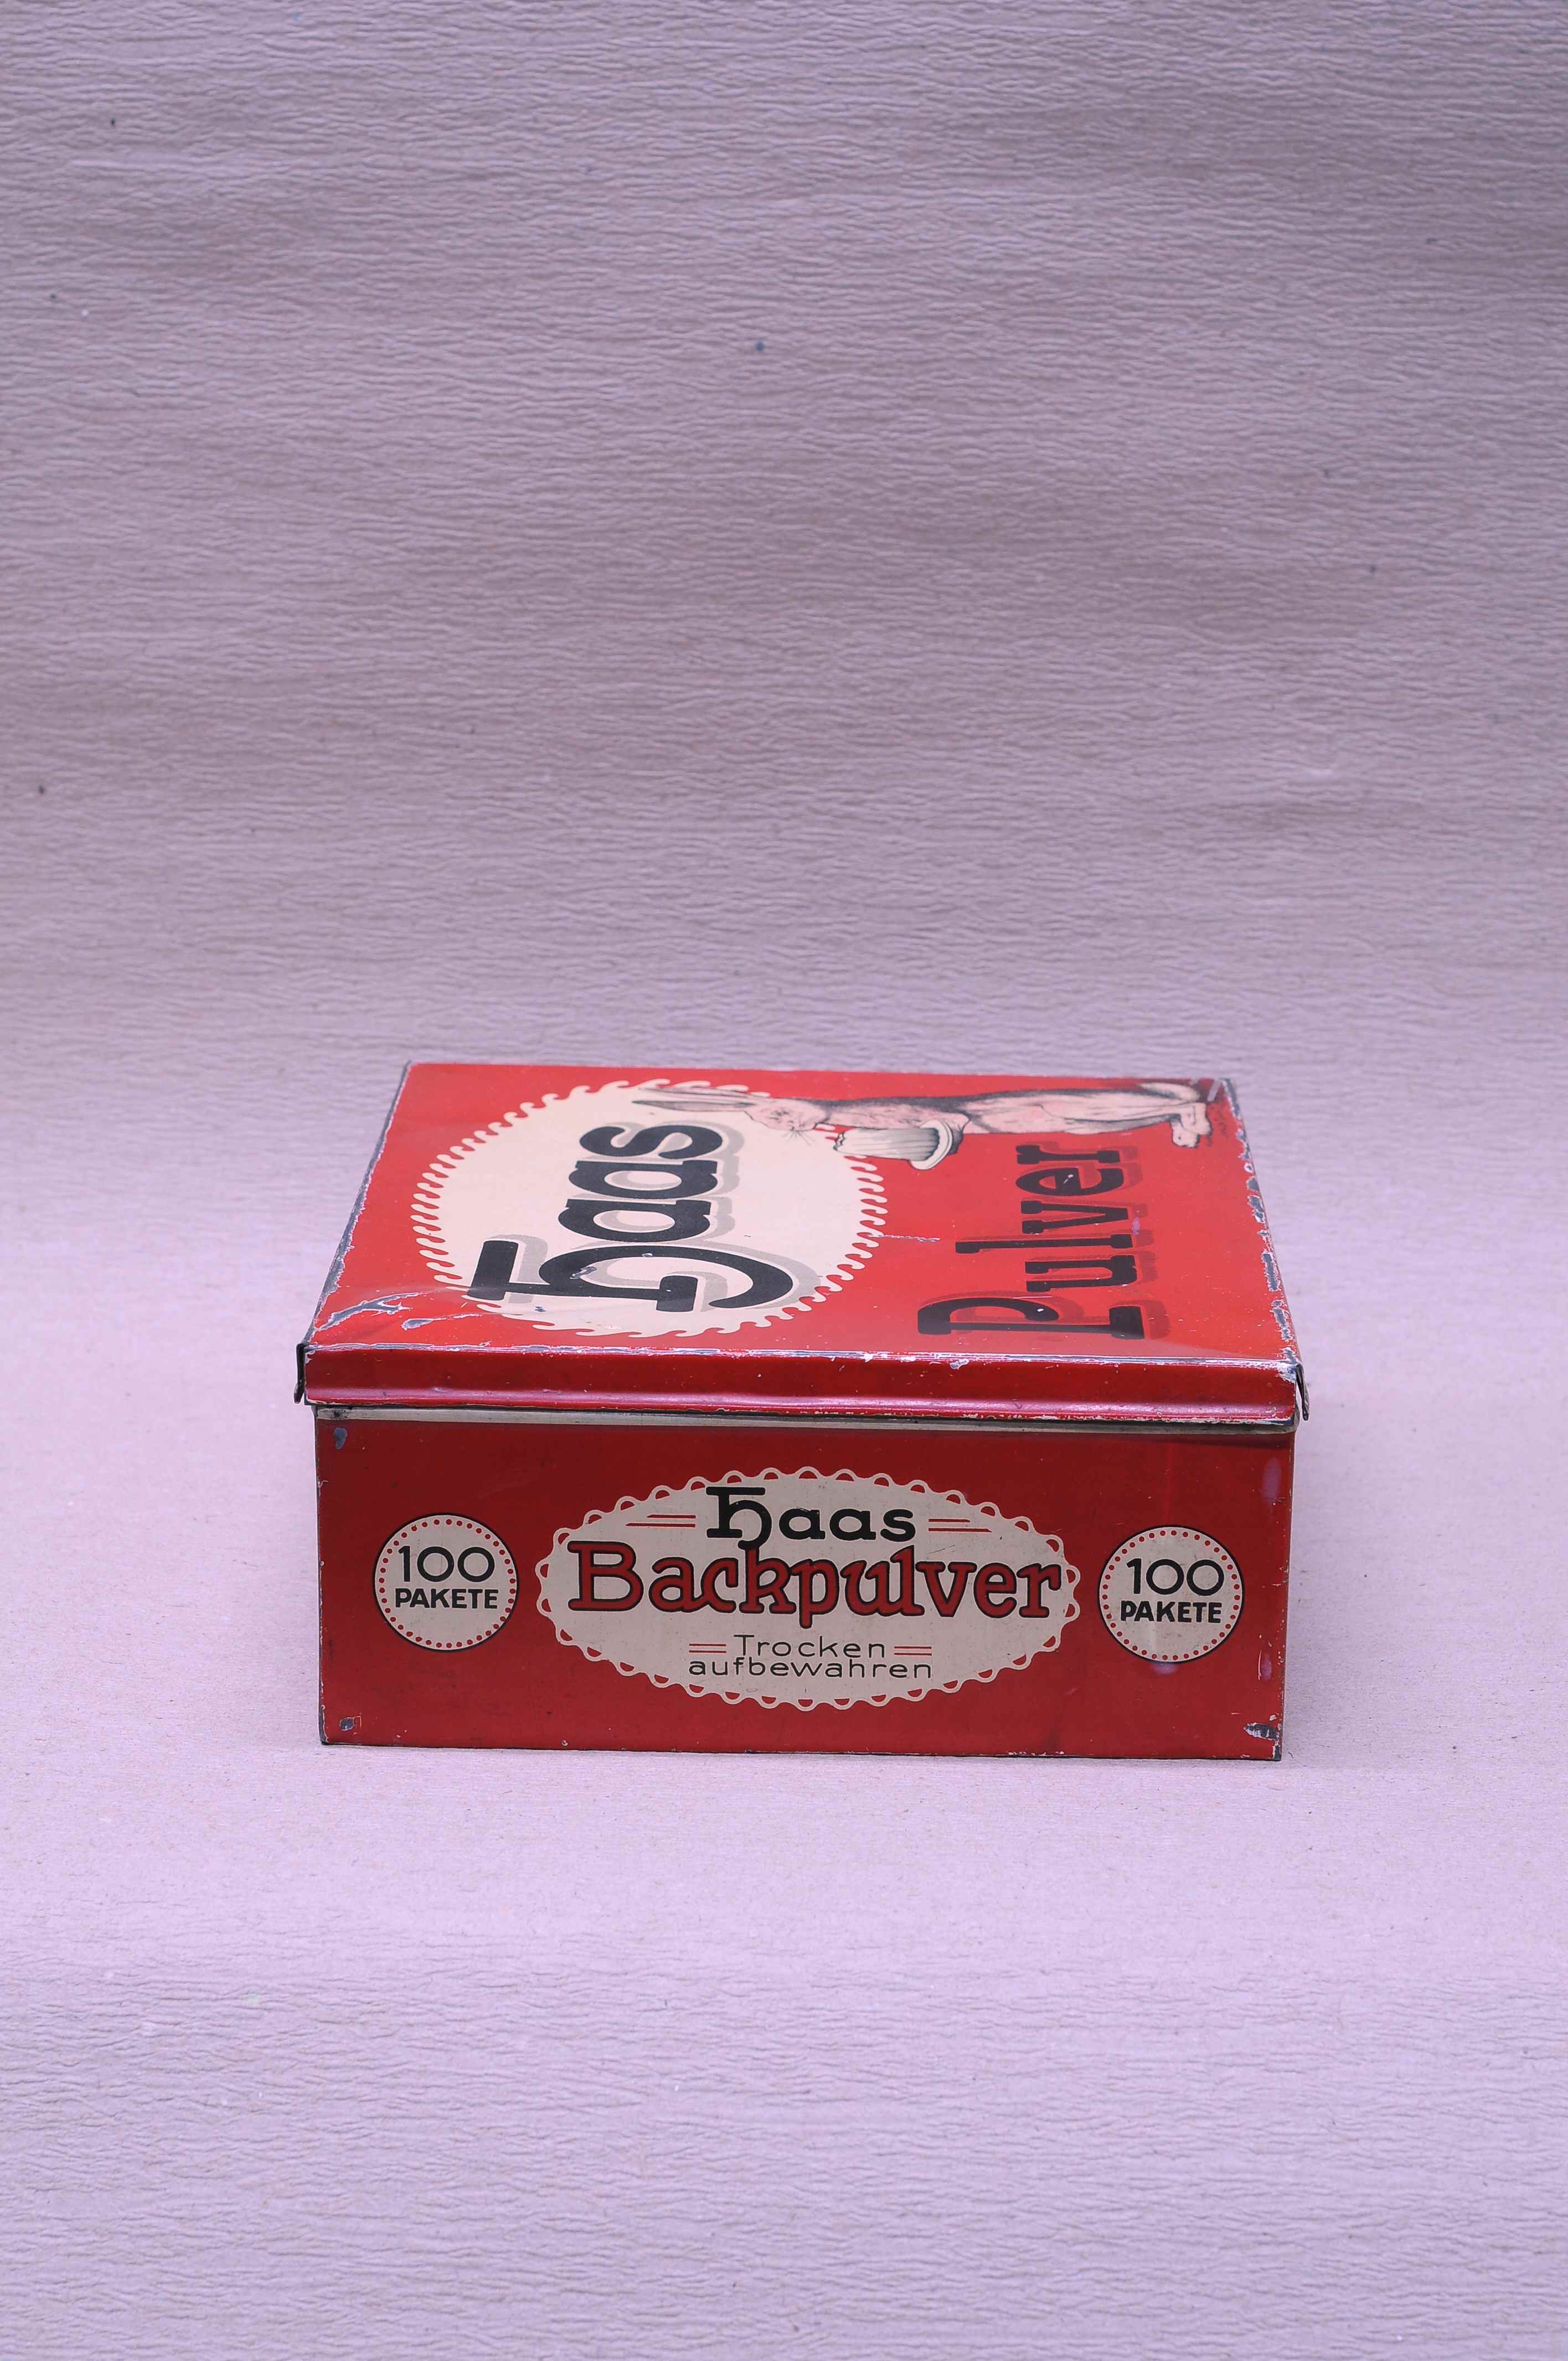 Haas
Pulver
Haas
Backpulver
Trocken
aufbewahren
100
PAKETE
100
PAKETE